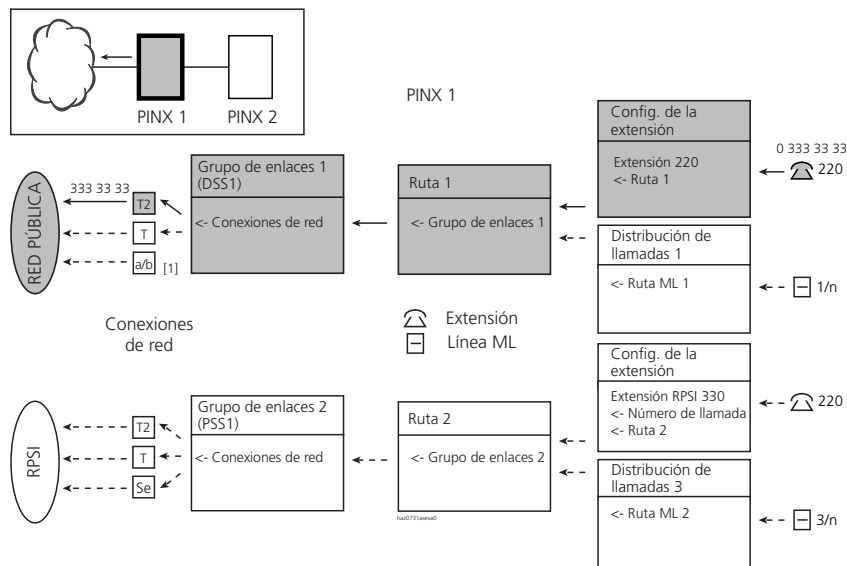 PINX 1
PINX 2
PINX 1
Config. de la
extensión
Extensión 220
<- Ruta 1
0 333 33 33
220
Grupo de enlaces 1
(DSS1)
<- Conexiones de red
Ruta 1
<- Grupo de enlaces 1
RED PÚBLICA
333 33 33
T2
T
a/b
[1]
Distribución de
llamadas 1
<- Ruta ML 1
1/n
Conexiones
de red
Extensión
Línea ML
Config. de la
extensión
Extensión RPSI 330
<- Número de llamada
<- Ruta 2
220
Grupo de enlaces 2
(PSS1)
<- Conexiones de red
Ruta 2
<- Grupo de enlaces 2
RPSI
T2
T
Se
Distribución de
llamadas 3
<- Ruta ML 2
3/n
haz0731asesa0